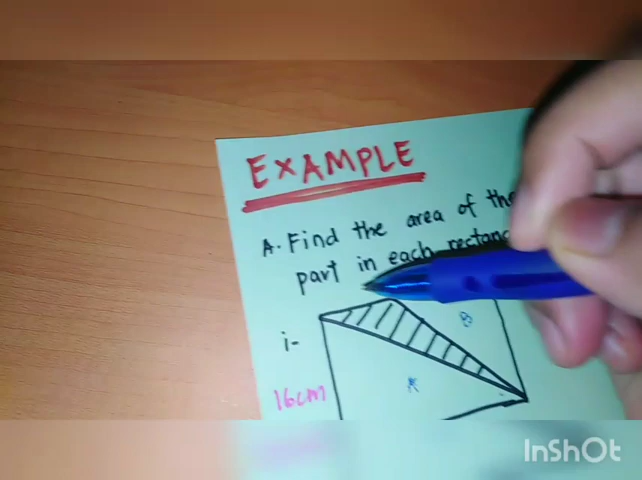 EXAMPLE
A. Find the area of the
part in each
i- B
16cm A
InShOt